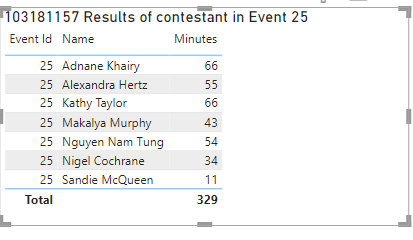 103181157 Results of contestant in Event 25
Event Id Name Minutes
25 Adnane Khairy 66
25 Alexandra Hertz 55
25 Kathy Taylor 66
25 Makalya Murphy 43
25 Nguyen Nam Tung 54
25 Nigel Cochrane 34
25 Sandie McQueen 11
Total 329